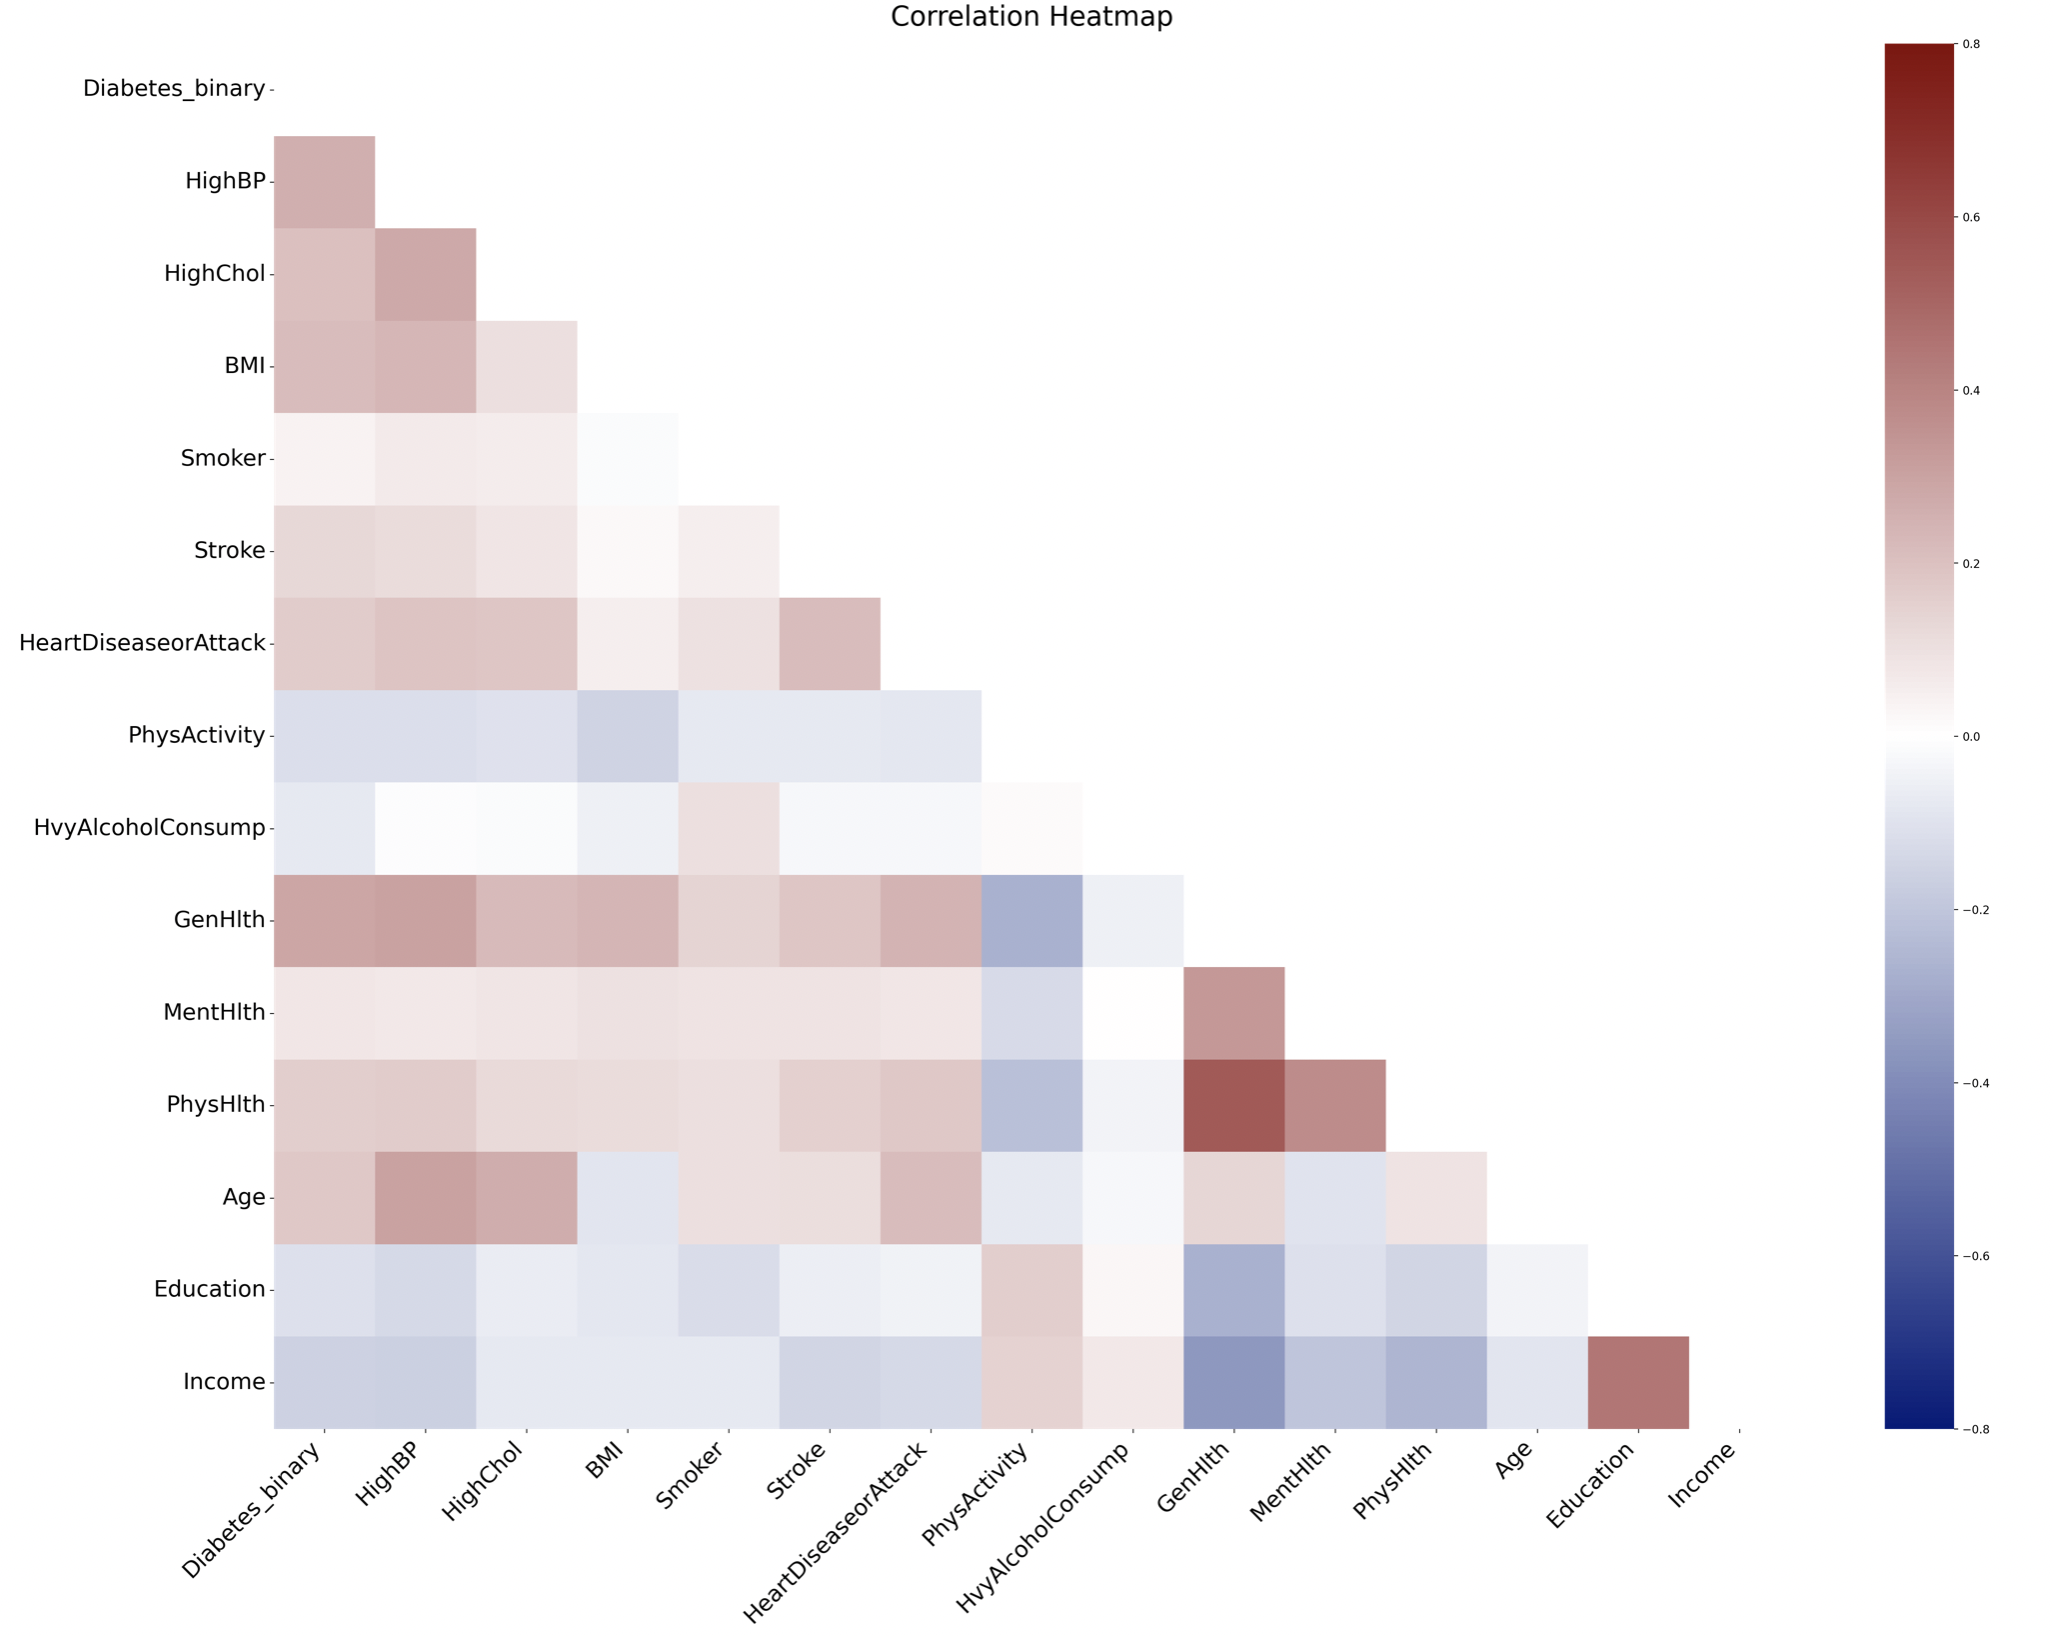 Correlation Heatmap
Diabetes_binary
HighBP
HighChol
BMI
Smoker
Stroke
HeartDiseaseorAttack
PhysActivity
HvyAlcoholConsump
GenHlth
MentHlth
PhysHlth
Age
Education
Income
Diabetes_binary
HighBP
HighChol
BMI
Smoker
Stroke
HeartDiseaseorAttack
PhysActivity
HvyAlcoholConsump
GenHlth
MentHlth
PhysHlth
Age
Education
Income
0.8
0.6
0.4
0.2
0.0
−0.2
−0.4
−0.6
−0.8